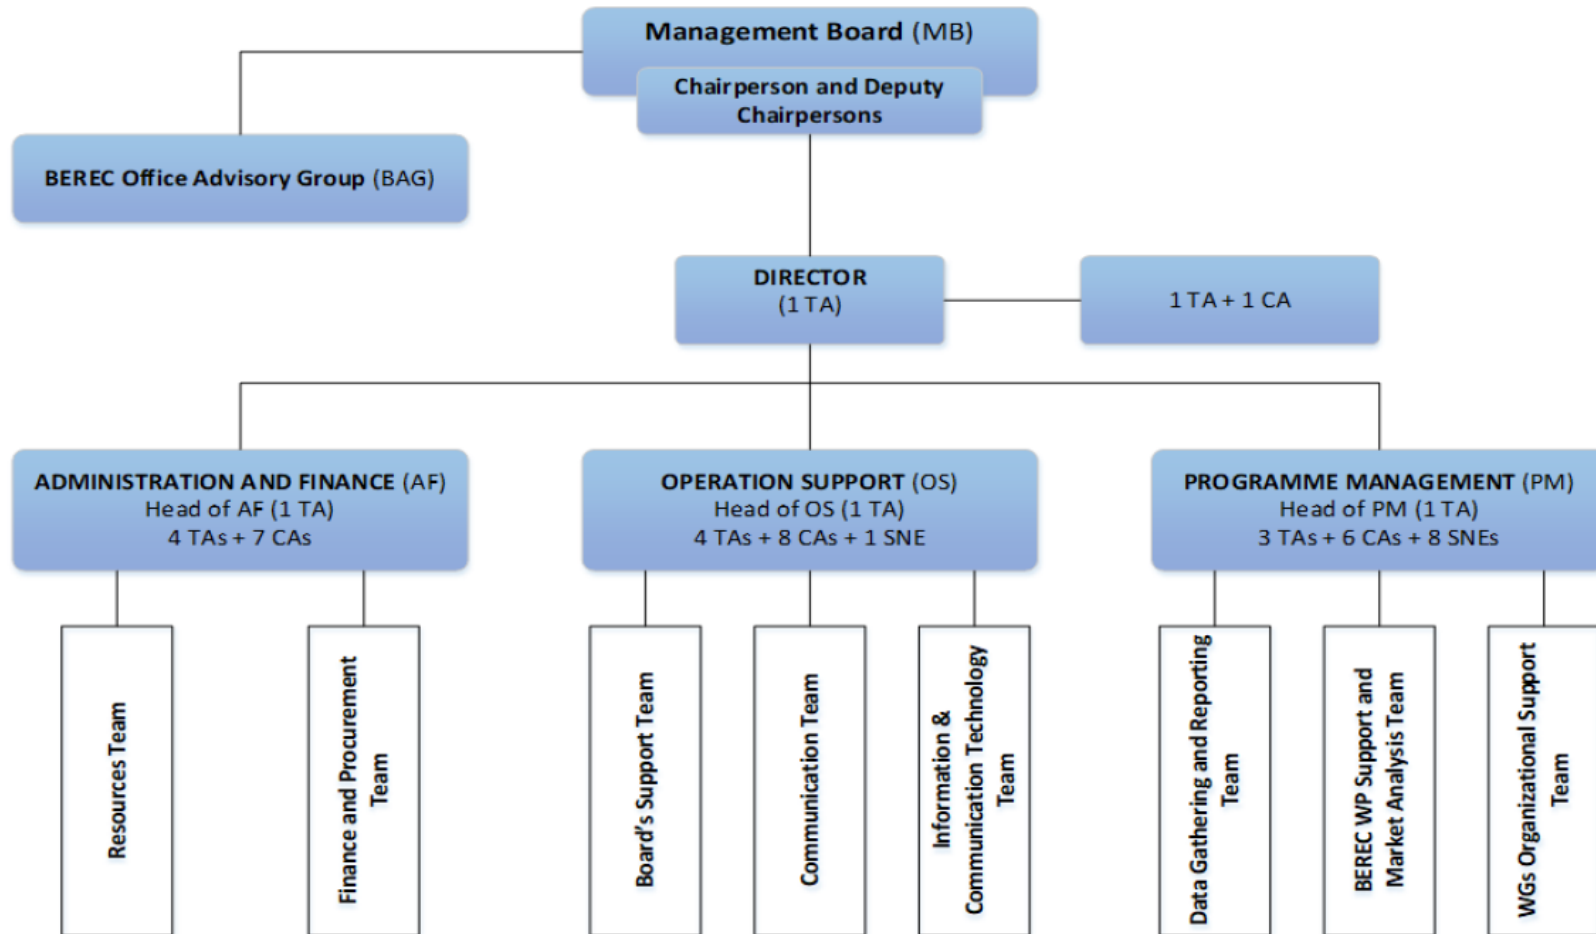 Management Board (MB)
Chairperson and Deputy
Chairpersons
BEREC Office Advisory Group (BAG)
DIRECTOR
(1 TA)
1 TA + 1 CA
ADMINISTRATION AND FINANCE (AF)
Head of AF (1 TA)
4 TAs + 7 CAs
OPERATION SUPPORT (OS)
Head of OS (1 TA)
4 TAs + 8 CAs + 1 SNE
PROGRAMME MANAGEMENT (PM)
Head of PM (1 TA)
3 TAs + 6 CAs + 8 SNEs
Resources Team
Finance and Procurement
Team
Board's Support Team
Communication Team
Information &
Communication Technology
Team
Data Gathering and Reporting
Team
BEREC WP Support and
Market Analysis Team
WGs Organizational Support
Team